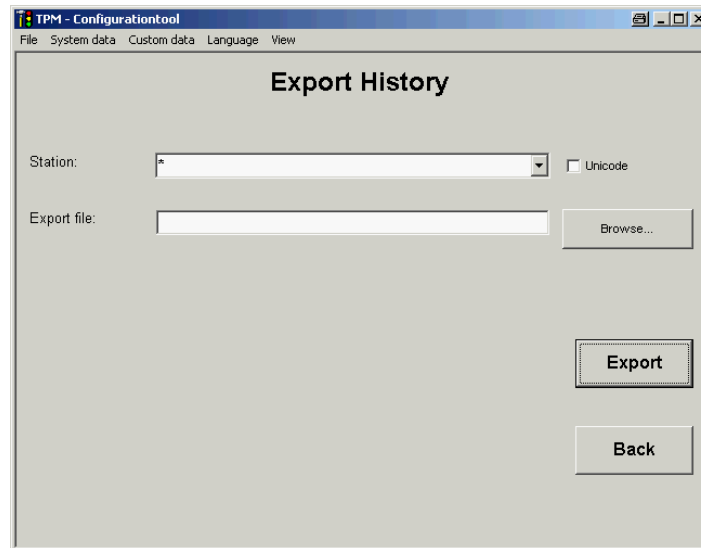 TPM - Configurationtool
File System data Custom data Language View
Export History
Station: * Unicode
Export file: Browse...
Export
Back